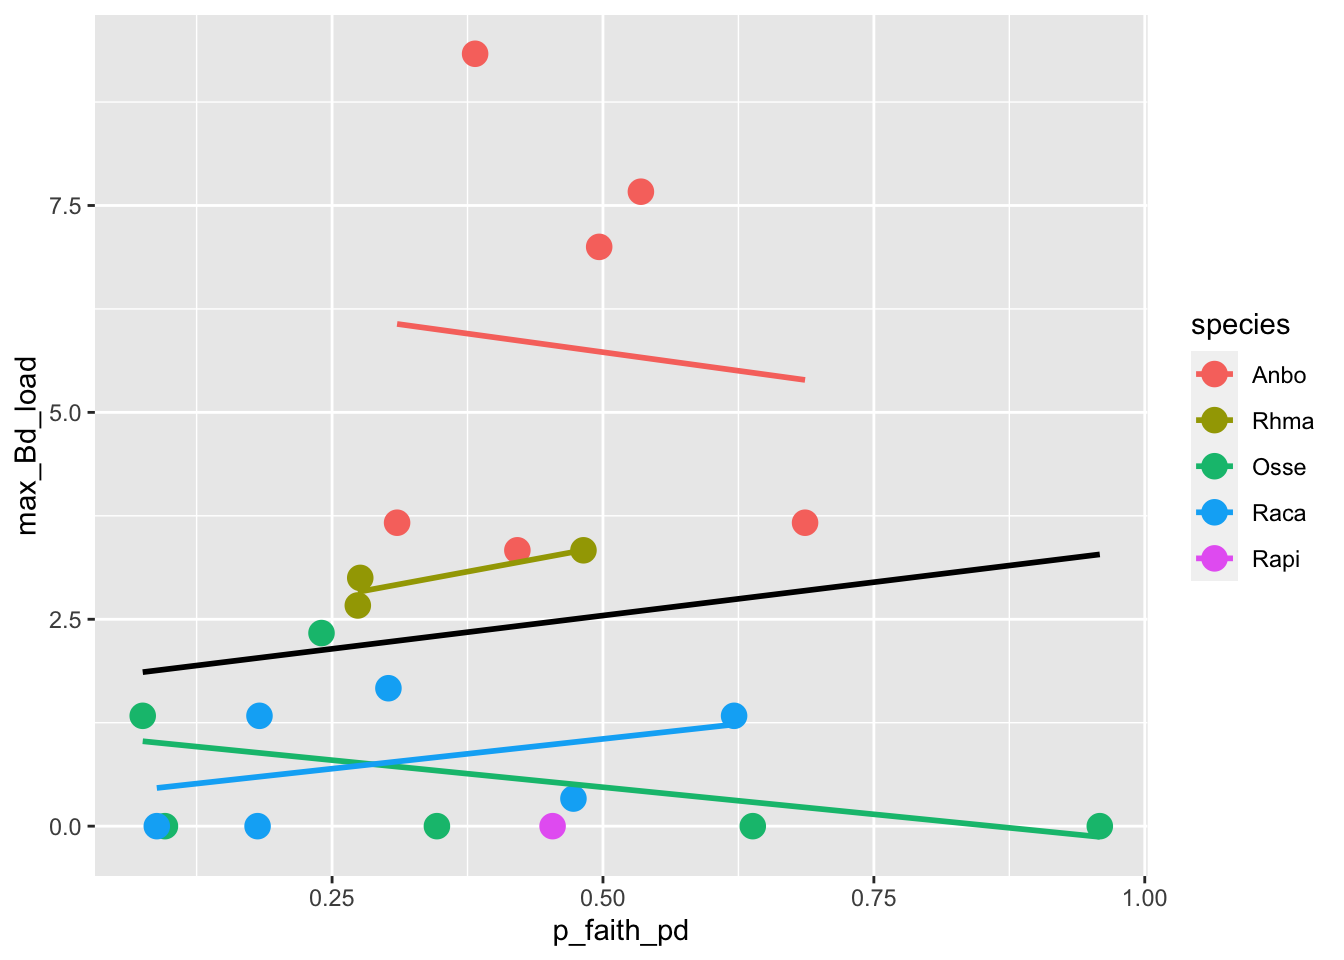 7.5
5.0
2.5
0.0
max_Bd_load
0.25 0.50 0.75 1.00
p_faith_pd
species
Anbo
Rhma
Osse
Raca
Rapi